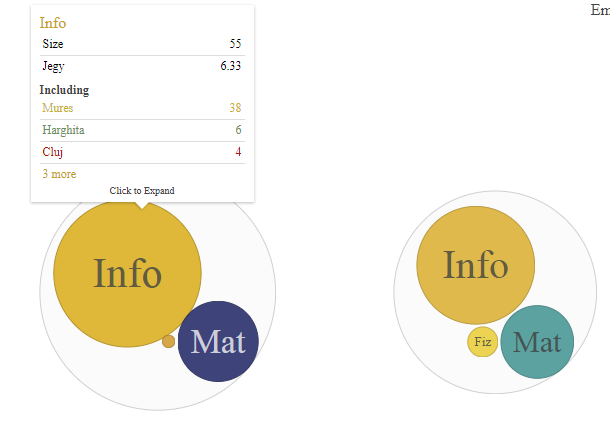 Info
Size 55
Jegy 6.33
Including
Mures 38
Harghita 6
Cluj 4
3 more
Click to Expand
Em
Info
Mat
Info
Fiz
Mat